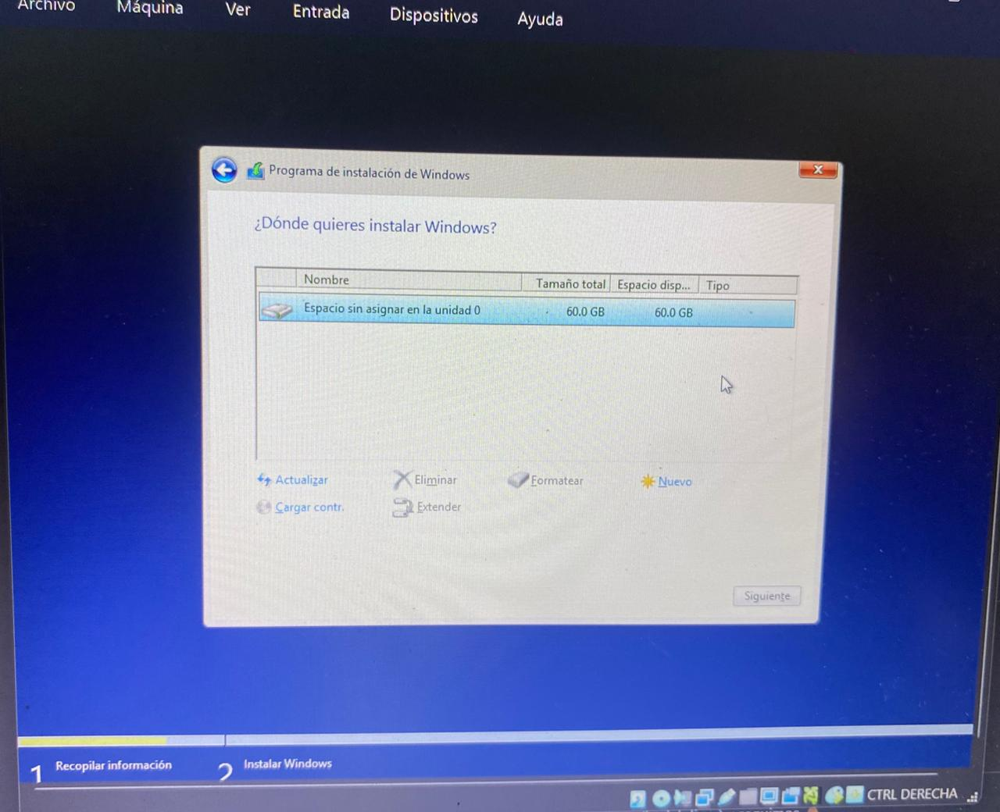 Archivo Máquina Ver Entrada Dispositivos Ayuda
Programa de instalación de Windows
¿Dónde quieres instalar Windows?
Nombre Tamaño total Espacio disp... Tipo
Espacio sin asignar en la unidad 0 60.0 GB 60.0 GB
Actualizar Eliminar Formatear Nuevo
Cargar contr. Extender
Siguiente
1 Recopilar información 2 Instalar Windows
CTRL DERECHA